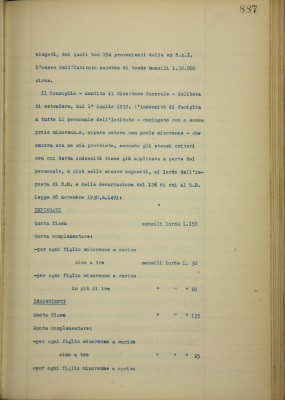 887
niugati, dei quali ben 194 provenienti dalla ex S.A.I.
L'onere dell'Istituto sarebbe di tonde mensili L.30.000
circa.
Il Consiglio - sentito il Direttore Generale - delibera
di estendere, dal 1° luglio 1932, l'indennità di famiglia
a tutto il personale dell'Istituto - coniugato con o senza
prole minorenne, oppure vedovo con prole minorenne - che
ancora non ne sia provvisto, secondo gli stessi criteri
con cui detta indennità viene già applicata a parte del
personale, e cioè nelle misure seguenti, al lordo dell'im-
posta di R.M. e della decurtazione del 12% di cui al R.D.
legge 20 novembre 1930, n.1491:
IMPIEGATI
Quota fissa mensili lorde L.150
Quota complementare:
-per ogni figlio minorenne a carico
sino a tre mensili lorde L. 30
-per ogni figlio minorenne a carico
in più di tre " " " 20
Quota fissa " " " 135
Quota complementare:
-per ogni figlio minorenne a carico
sino a tre " " " 25
-per ogni figlio minorenne a carico